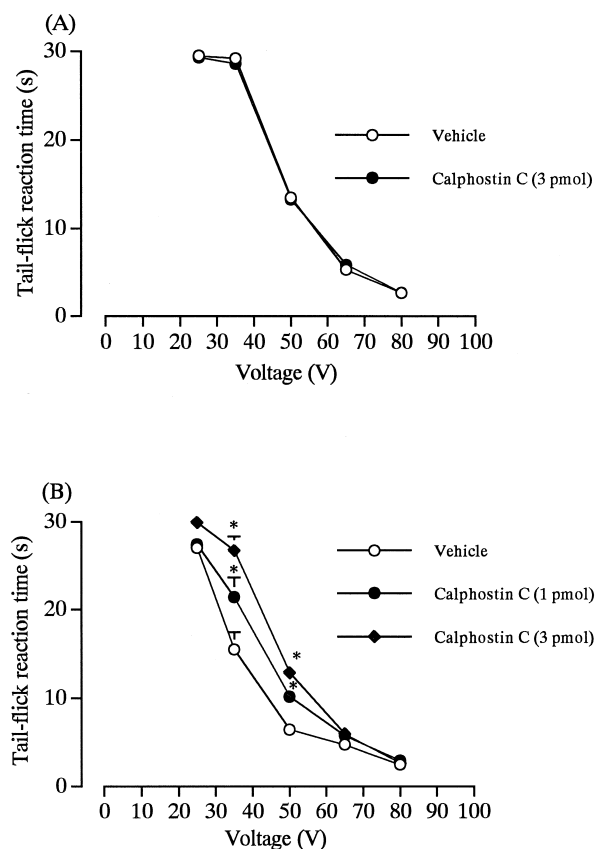 (A)
30
20
10
0
Tail-flick reaction time (s)
Vehicle
Calphostin C (3 pmol)
0 10 20 30 40 50 60 70 80 90 100
Voltage (V)
(B)
30
20
10
0
Tail-flick reaction time (s)
*
*
*
*
Vehicle
Calphostin C (1 pmol)
Calphostin C (3 pmol)
0 10 20 30 40 50 60 70 80 90 100
Voltage (V)